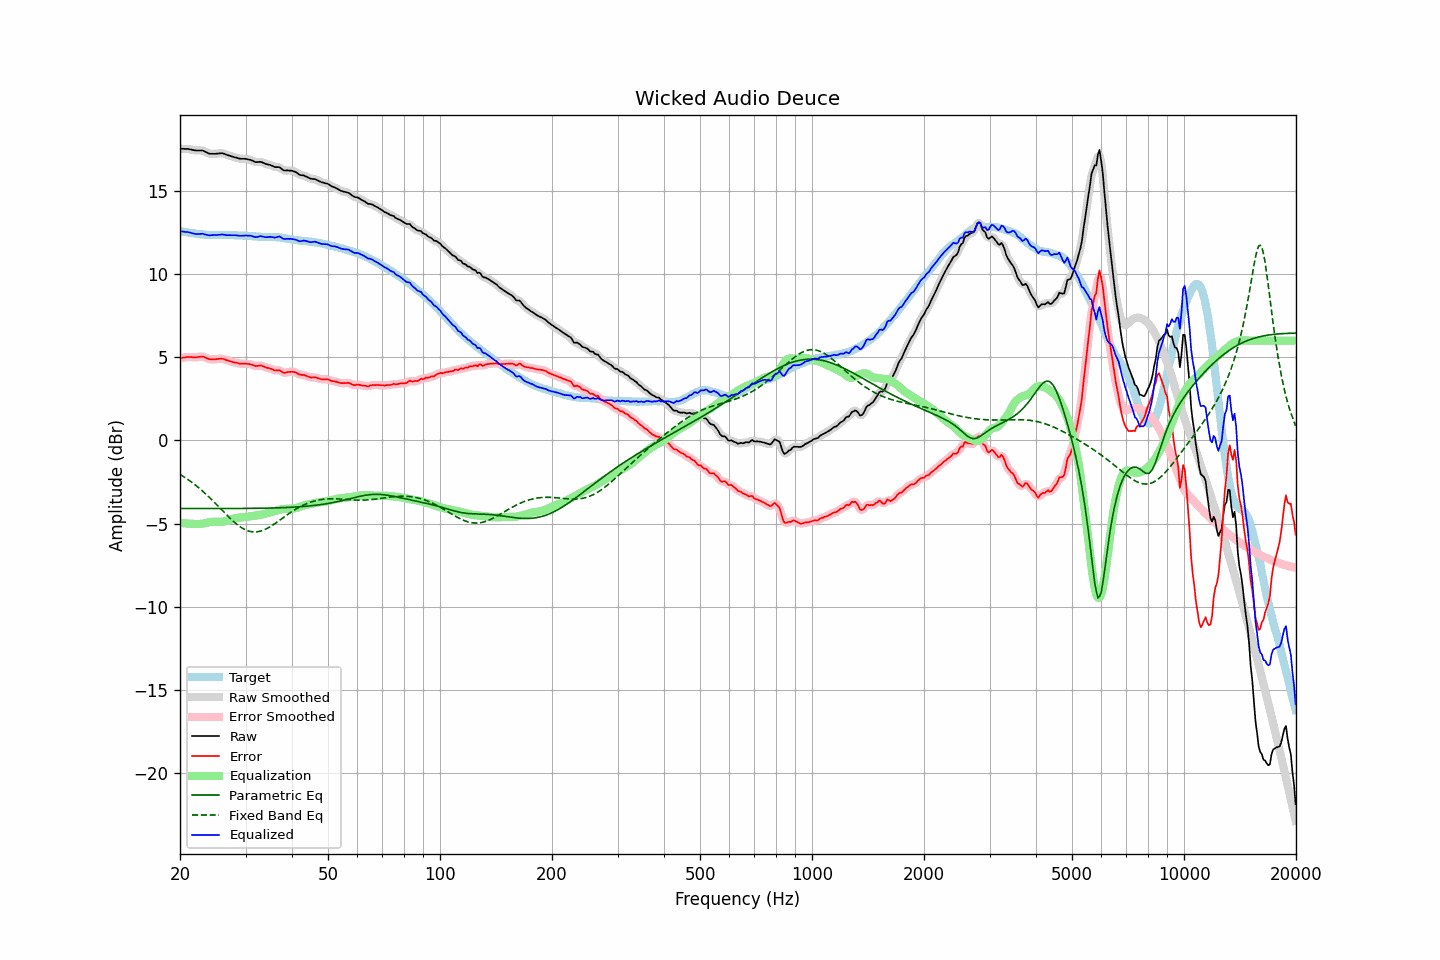 Wicked Audio Deuce
Amplitude (dBr)
15
10
5
0
−5
−10
−15
−20
Target
Raw Smoothed
Error Smoothed
Raw
Error
Equalization
Parametric Eq
Fixed Band Eq
Equalized
20 50 100 200 500 1000 2000 5000 10000 20000
Frequency (Hz)